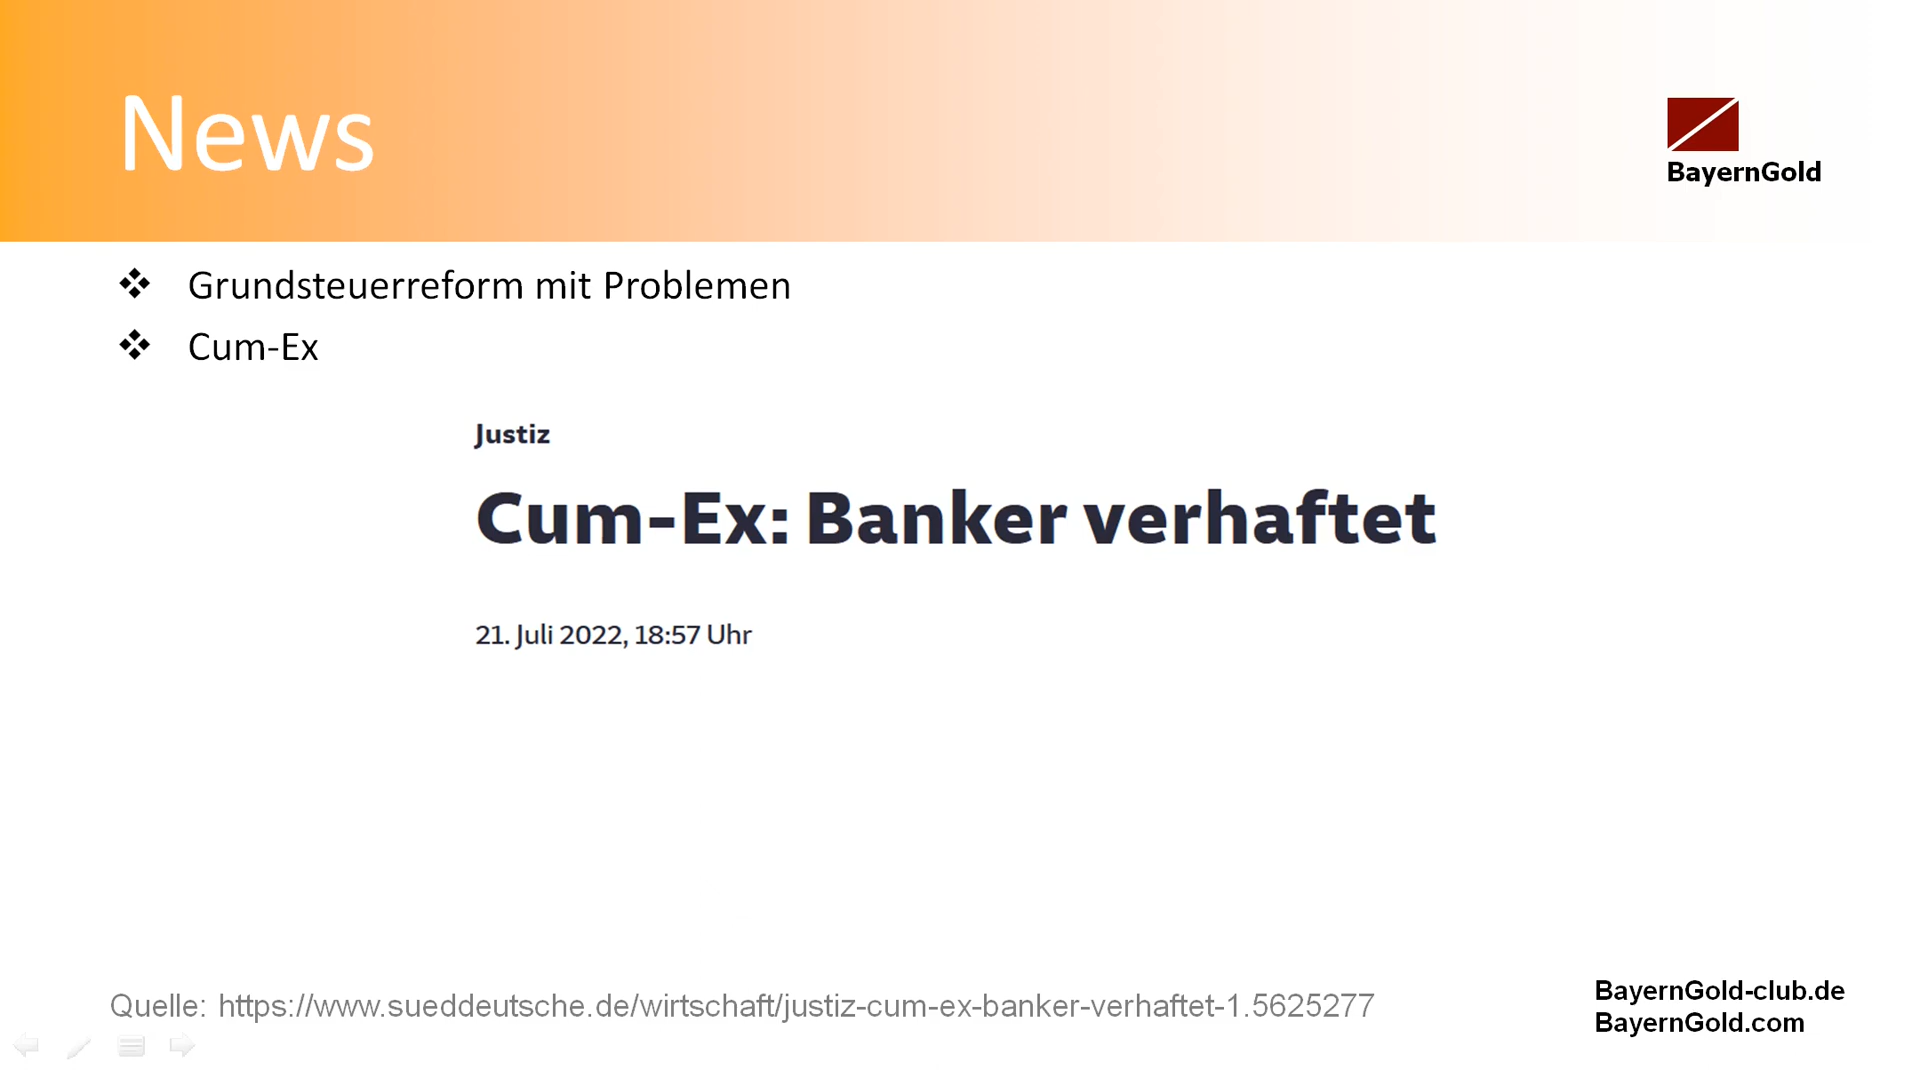 News
BayernGold
Grundsteuerreform mit Problemen
Cum-Ex
Justiz
Cum-Ex: Banker verhaftet
21. Juli 2022, 18:57 Uhr
Quelle: https://www.sueddeutsche.de/wirtschaft/justiz-cum-ex-banker-verhaftet-1.5625277
BayernGold-club.de
BayernGold.com